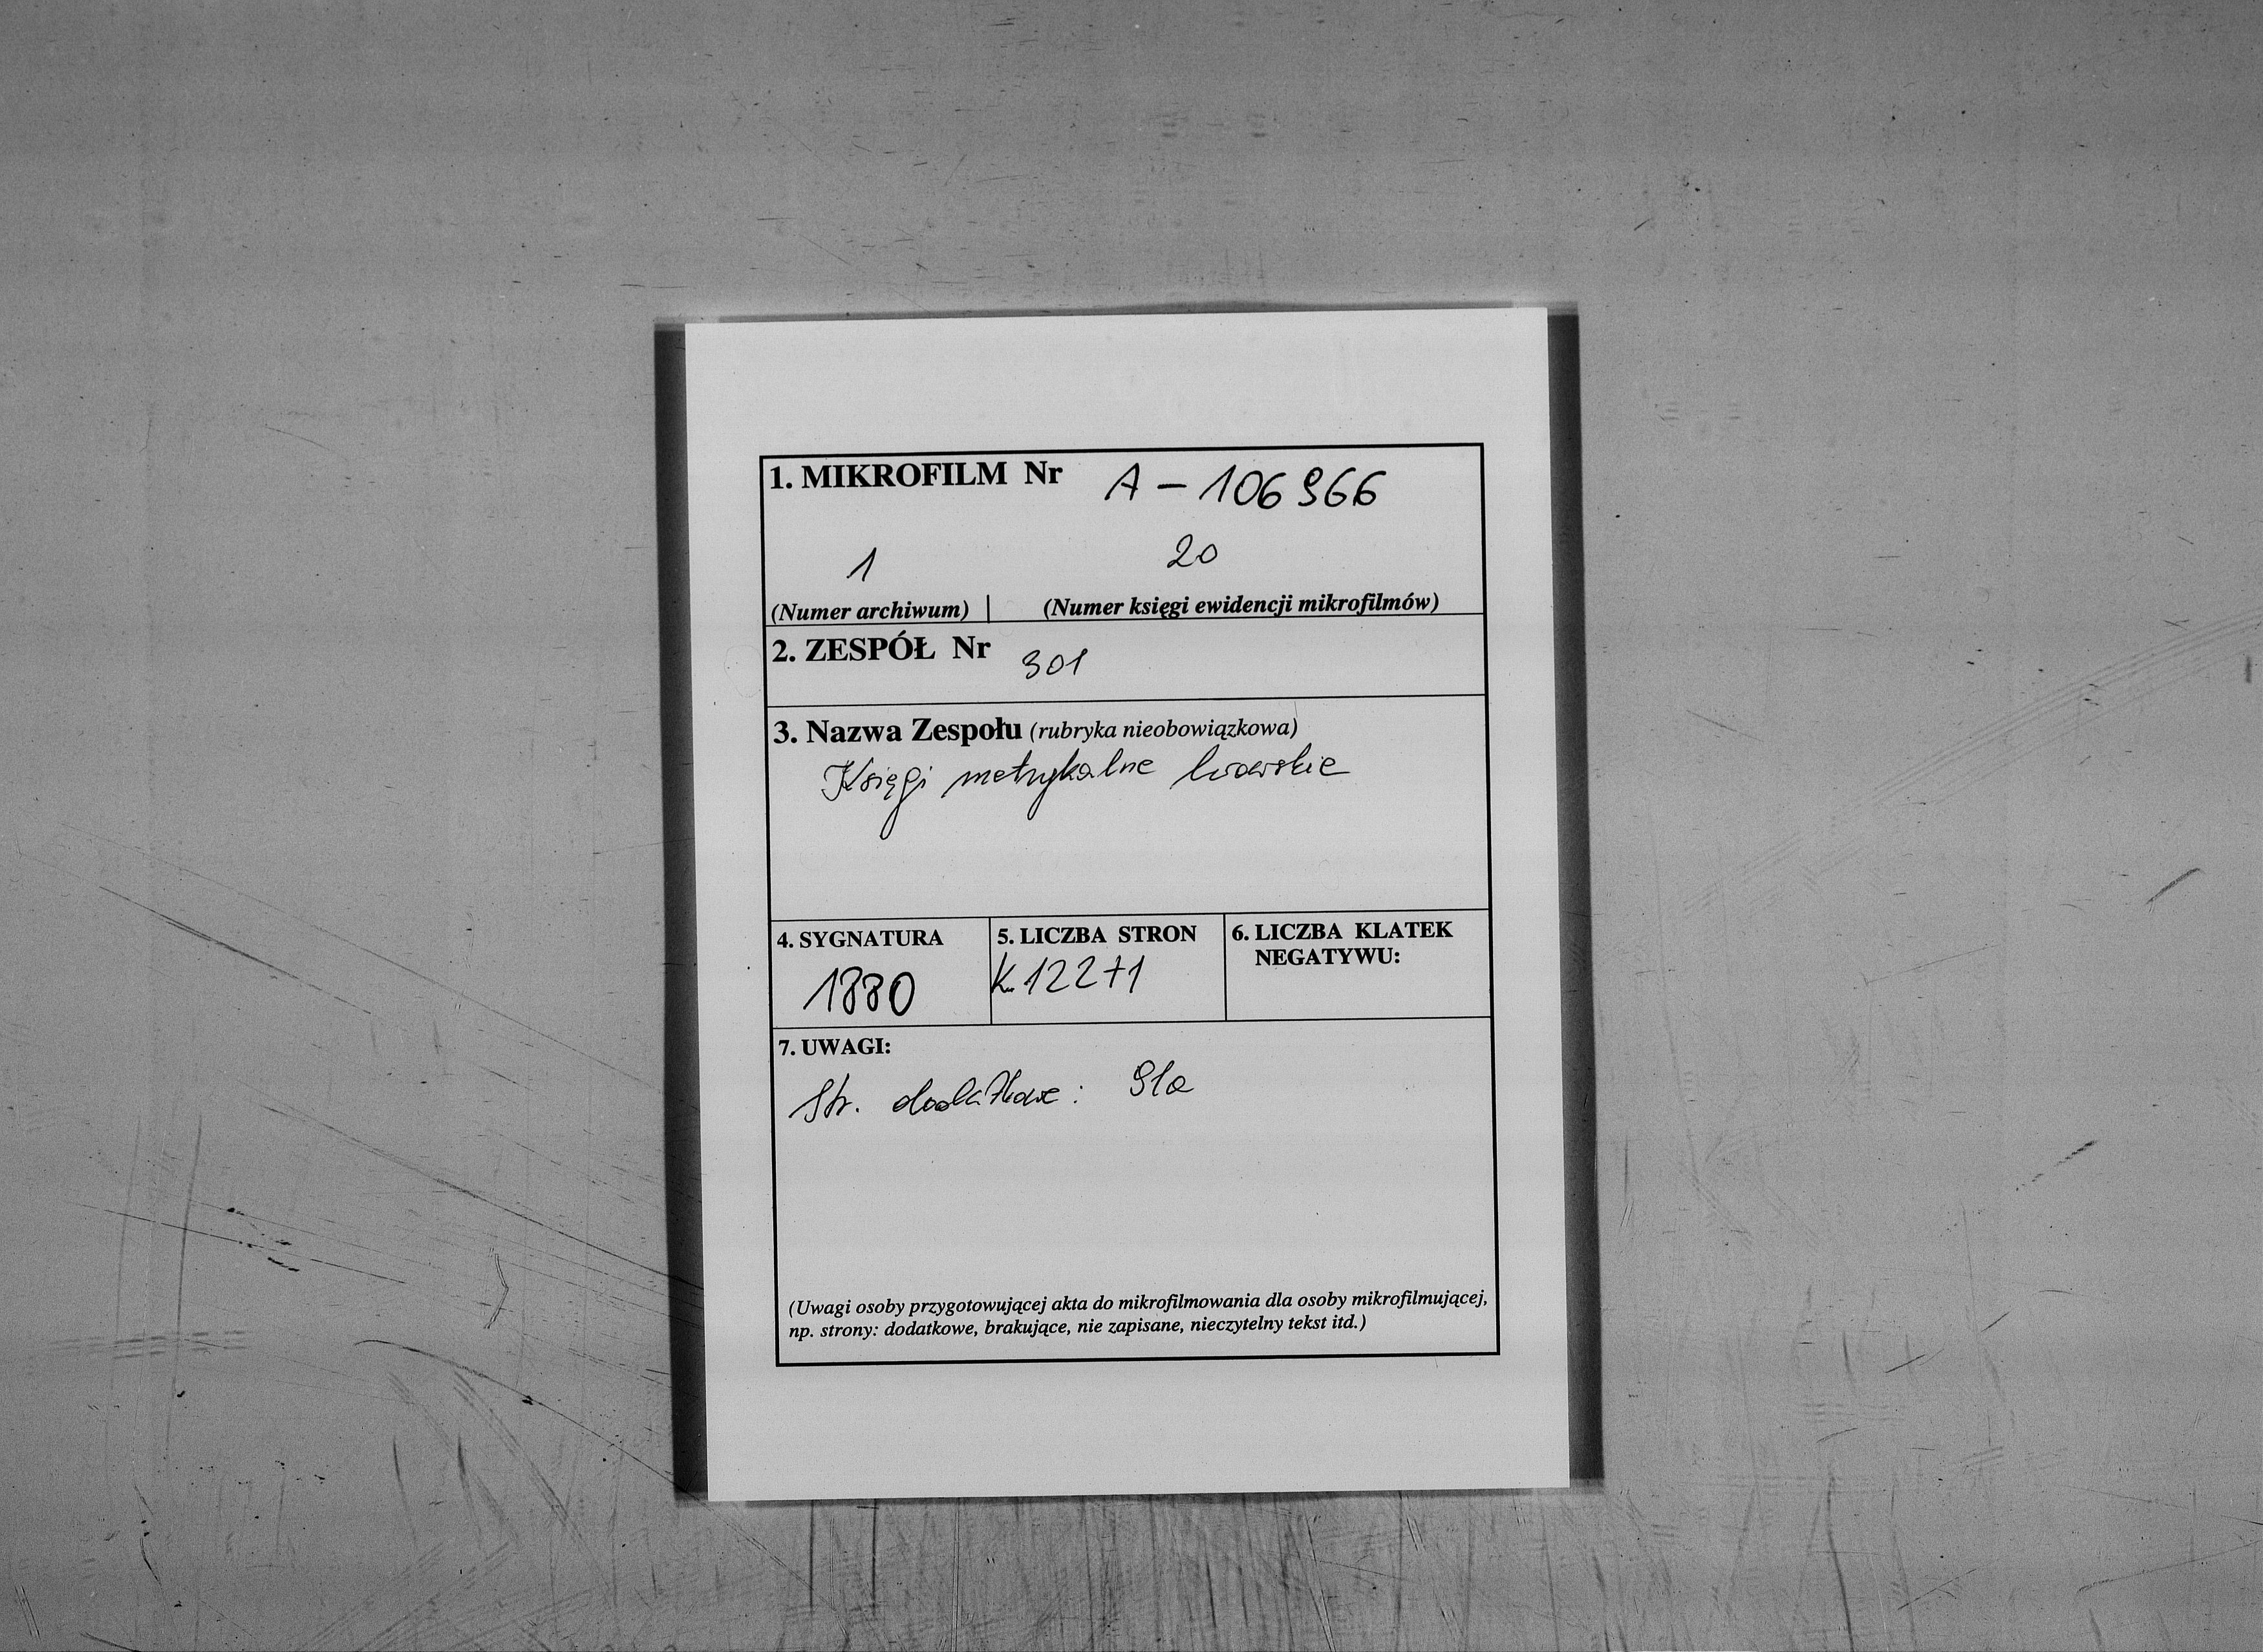 1. MIKROFILM Nr A – 106966
1 20
(Numer archiwum) | (Numer księgi ewidencji mikrofilmów)
2. ZESPÓŁ Nr 301
3. Nazwa Zespołu (rubryka nieobowiązkowa)
Księgi metrykalne lwowskie
4. SYGNATURA
1880
5. LICZBA STRON
K. 122+1
6. LICZBA KLATEK
NEGATYWU:
7. UWAGI:
Str. dodatkowe: 91a
(Uwagi osoby przygotowującej akta do mikrofilmowania dla osoby mikrofilmującej,
np. strony: dodatkowe, brakujące, nie zapisane, nieczytelny tekst itd.)